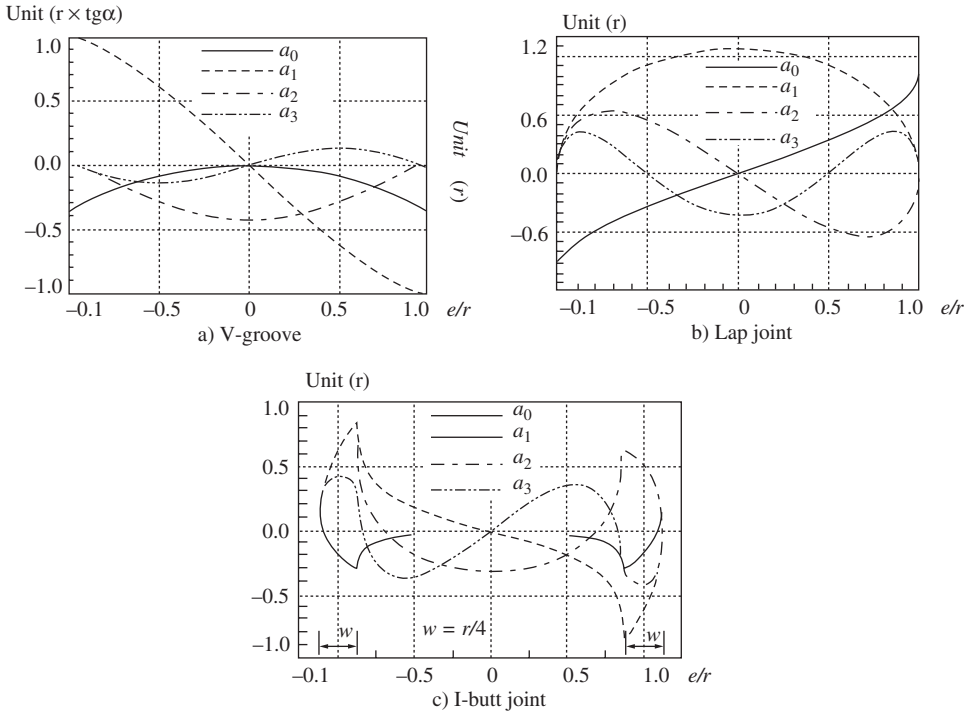 Unit (r × tgα)
1.0
0.5
0.0
−0.5
−1.0
a0
a1
a2
a3
−0.1 −0.5 0 0.5 1.0 e/r
a) V-groove
Unit (r)
Unit (r)
1.2
0.6
0.0
−0.6
a0
a1
a2
a3
−0.1 −0.5 0 0.5 1.0 e/r
b) Lap joint
Unit (r)
1.0
0.5
0.0
−0.5
−1.0
a0
a1
a2
a3
w w = r/4 w
−0.1 −0.5 0 0.5 1.0 e/r
c) I-butt joint